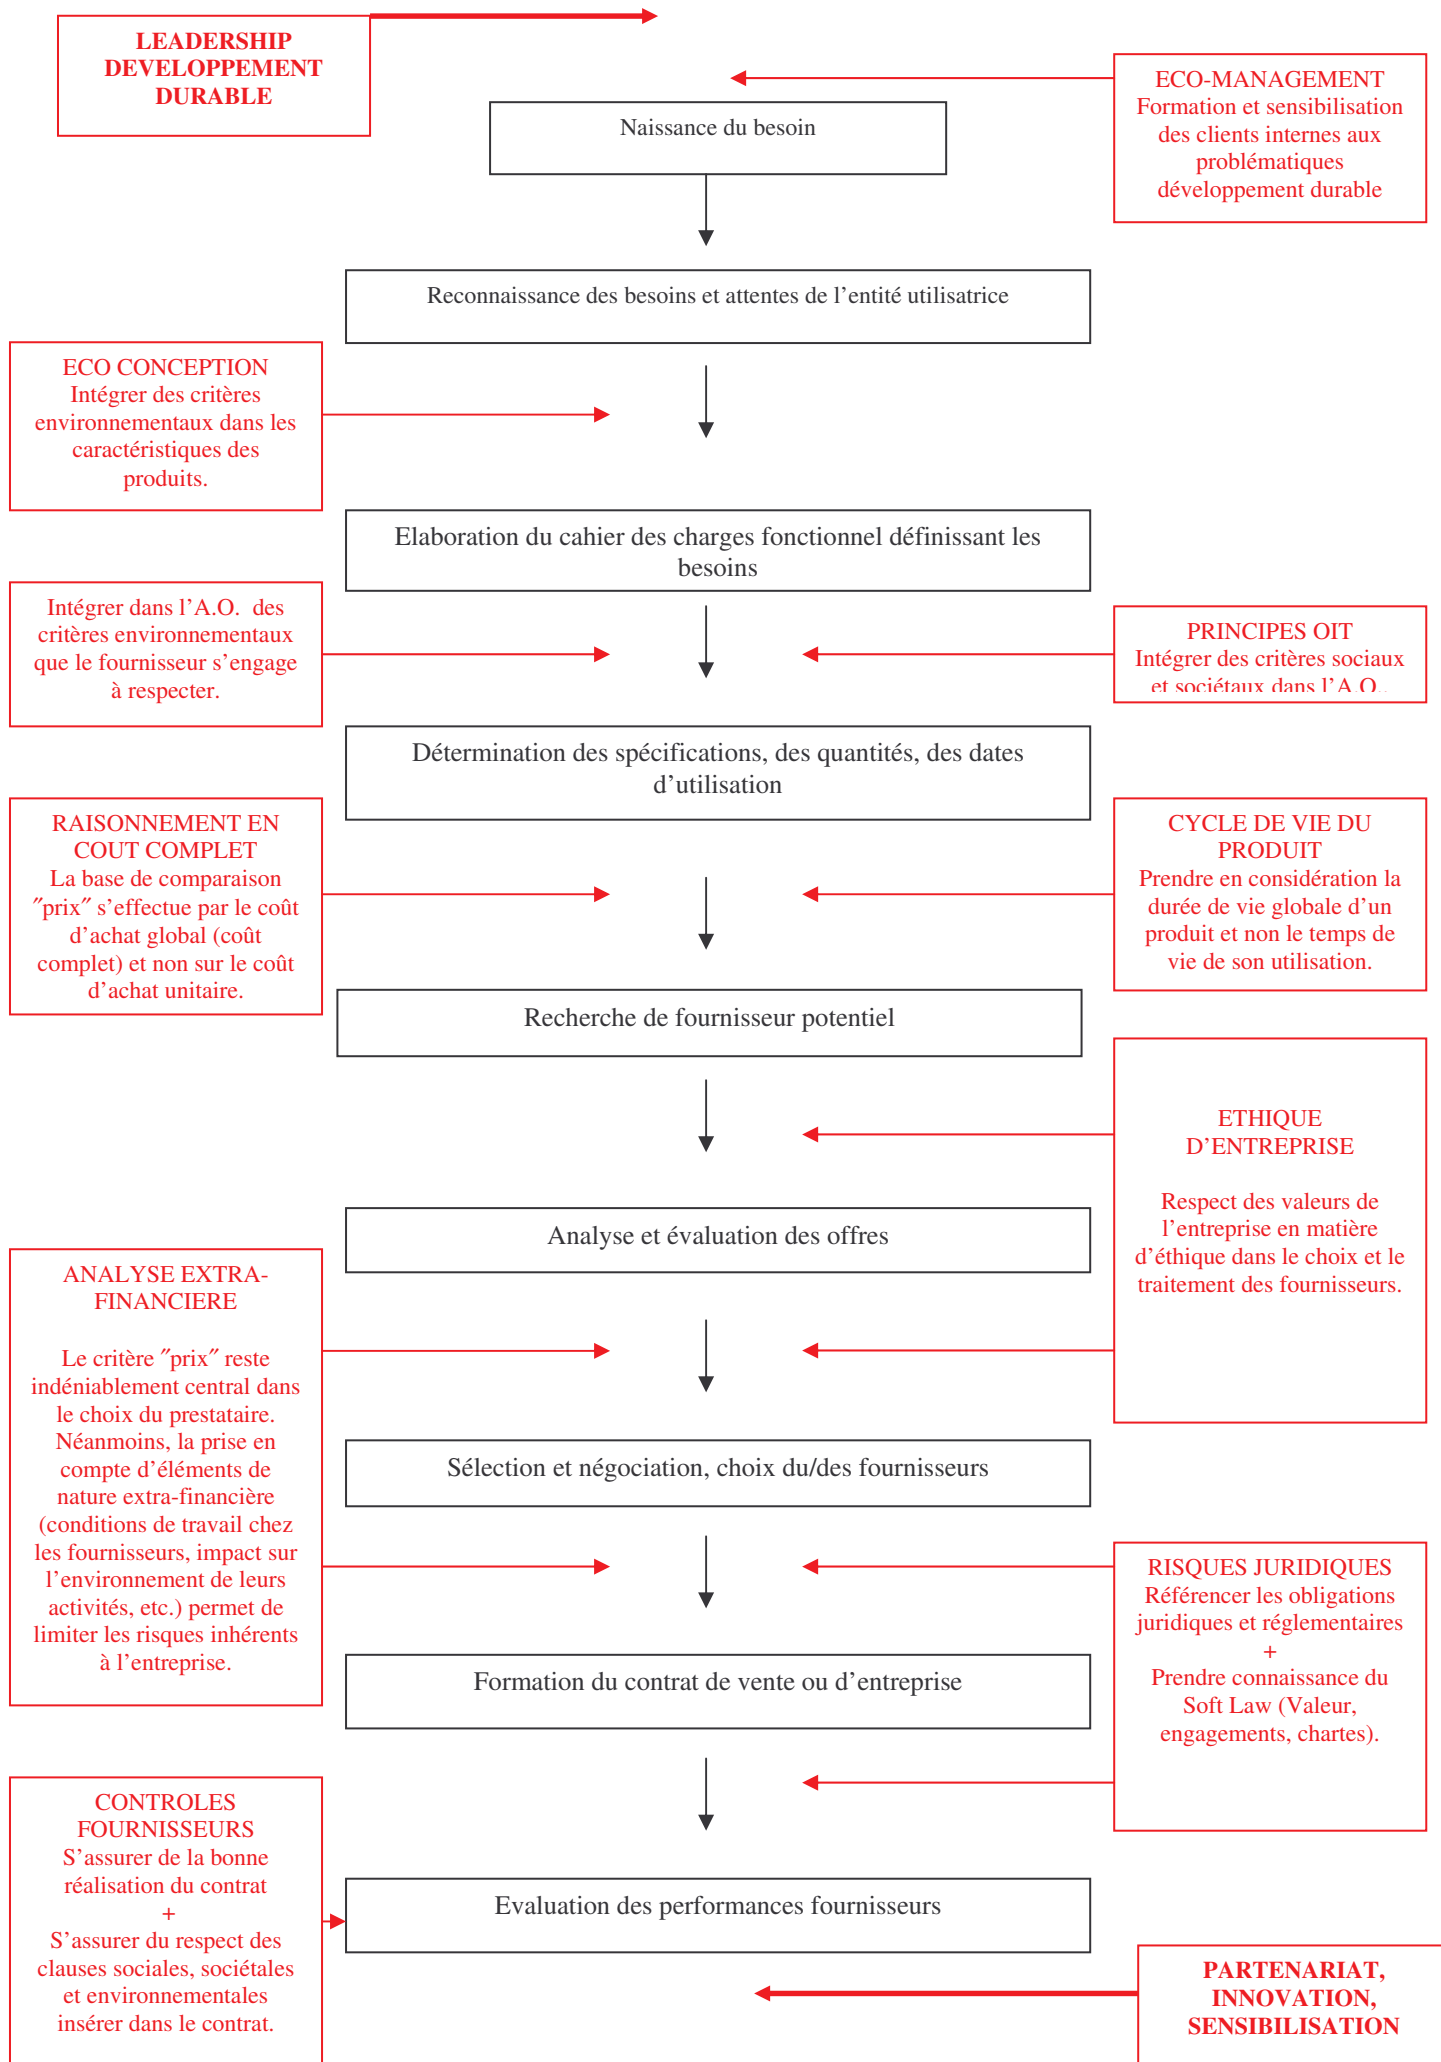 LEADERSHIP
DEVELOPPEMENT
DURABLE
ECO-MANAGEMENT
Formation et sensibilisation
des clients internes aux
problématiques
développement durable
Naissance du besoin
Reconnaissance des besoins et attentes de l’entité utilisatrice
ECO CONCEPTION
Intégrer des critères
environnementaux dans les
caractéristiques des
produits.
Elaboration du cahier des charges fonctionnel définissant les
besoins
Intégrer dans l’A.O.  des
critères environnementaux
que le fournisseur s’engage
à respecter.
PRINCIPES OIT
Intégrer des critères sociaux
et sociétaux dans l’A.O..
Détermination des spécifications, des quantités, des dates
d’utilisation
RAISONNEMENT EN
COUT COMPLET
La base de comparaison
″prix″ s’effectue par le coût
d’achat global (coût
complet) et non sur le coût
d’achat unitaire.
CYCLE DE VIE DU
PRODUIT
Prendre en considération la
durée de vie globale d’un
produit et non le temps de
vie de son utilisation.
Recherche de fournisseur potentiel
ETHIQUE
D’ENTREPRISE
Respect des valeurs de
l’entreprise en matière
d’éthique dans le choix et le
traitement des fournisseurs.
Analyse et évaluation des offres
ANALYSE EXTRA-
FINANCIERE
Le critère ″prix″ reste
indéniablement central dans
le choix du prestataire.
Néanmoins, la prise en
compte d’éléments de
nature extra-financière
(conditions de travail chez
les fournisseurs, impact sur
l’environnement de leurs
activités, etc.) permet de
limiter les risques inhérents
à l’entreprise.
Sélection et négociation, choix du/des fournisseurs
RISQUES JURIDIQUES
Référencer les obligations
juridiques et réglementaires
+
Prendre connaissance du
Soft Law (Valeur,
engagements, chartes).
Formation du contrat de vente ou d’entreprise
CONTROLES
FOURNISSEURS
S’assurer de la bonne
réalisation du contrat
+
S’assurer du respect des
clauses sociales, sociétales
et environnementales
insérer dans le contrat.
Evaluation des performances fournisseurs
PARTENARIAT,
INNOVATION,
SENSIBILISATION